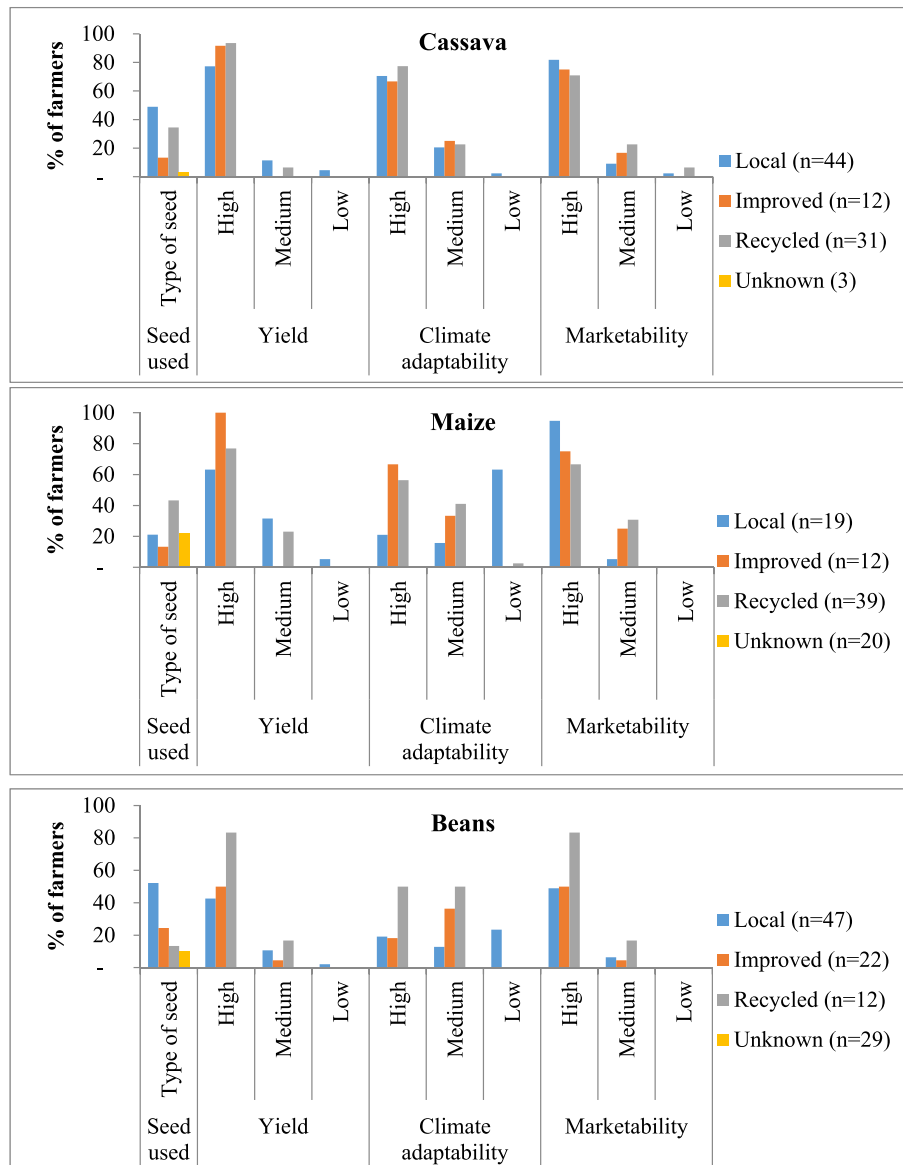 Cassava
% of farmers
100
80
60
40
20
-
Type of seed
High
Medium
Low
High
Medium
Low
High
Medium
Low
Seed used
Yield
Climate adaptability
Marketability
Local (n=44)
Improved (n=12)
Recycled (n=31)
Unknown (3)
Maize
% of farmers
100
80
60
40
20
-
Type of seed
High
Medium
Low
High
Medium
Low
High
Medium
Low
Seed used
Yield
Climate adaptability
Marketability
Local (n=19)
Improved (n=12)
Recycled (n=39)
Unknown (n=20)
Beans
% of farmers
100
80
60
40
20
-
Type of seed
High
Medium
Low
High
Medium
Low
High
Medium
Low
Seed used
Yield
Climate adaptability
Marketability
Local (n=47)
Improved (n=22)
Recycled (n=12)
Unknown (n=29)